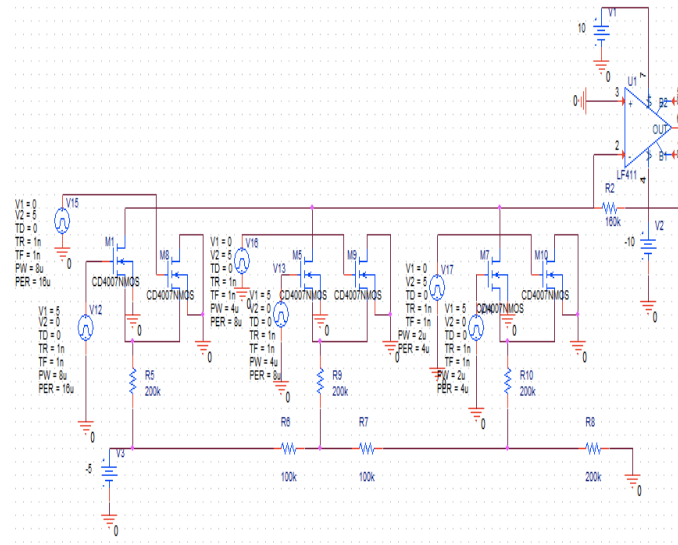 V1
10
0
U1
7
3
0
+
B2
OUT
2
-
B1
LF411
4
R2
160k
V2
-10
0
V1 = 0
V2 = 5
TD = 0
TR = 1n
TF = 1n
PW = 8u
PER = 16u
V15
0
M1
M8
CD4007NMOS
CD4007NMOS
0
0
V12
V1 = 5
V2 = 0
TD = 0
TR = 1n
TF = 1n
PW = 8u
PER = 16u
0
V1 = 0
V2 = 5
TD = 0
TR = 1n
TF = 1n
PW = 4u
PER = 8u
V16
0
V13
M5
M9
CD4007NMOS
CD4007NMOS
0
0
V1 = 5
V2 = 0
TD = 0
TR = 1n
TF = 1n
PW = 4u
PER = 8u
0
V1 = 0
V2 = 5
TD = 0
TR = 1n
TF = 1n
PW = 2u
PER = 4u
V17
0
M7
M10
CD4007NMOS
CD4007NMOS
0
0
V1 = 5
V2 = 0
TD = 0
TR = 1n
TF = 1n
PW = 2u
PER = 4u
0
R5
200k
R9
200k
R10
200k
R6
100k
R7
100k
R8
200k
0
V3
-5
0